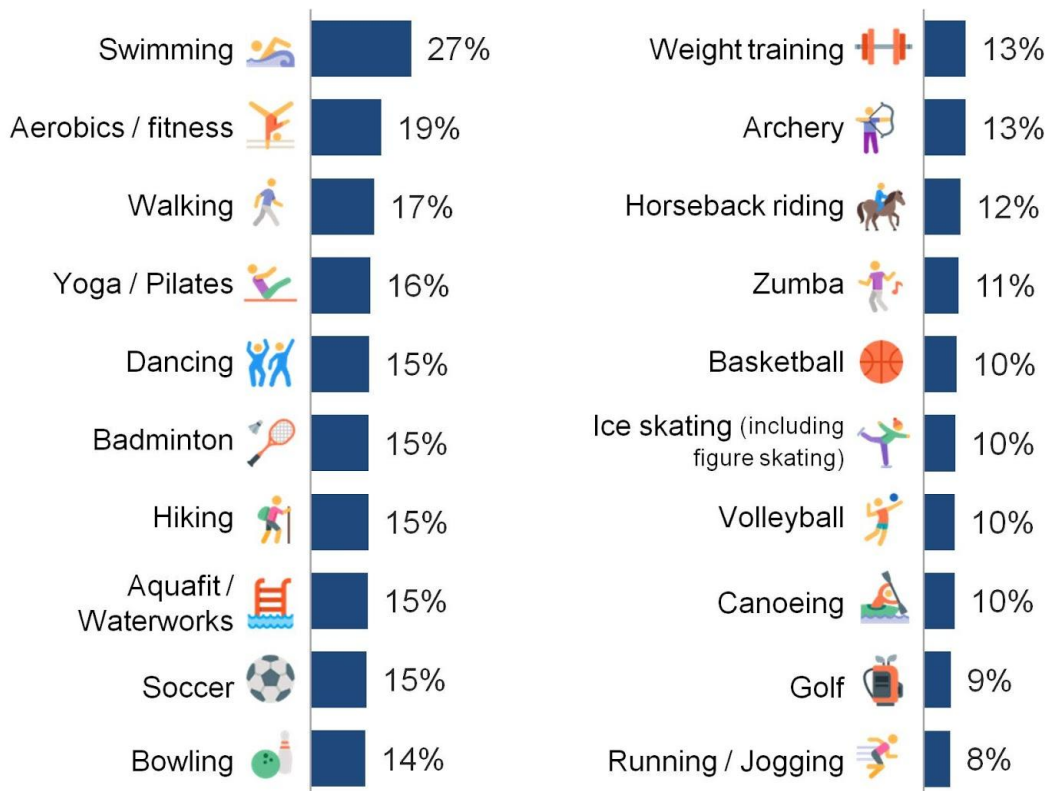 Swimming 27%
Aerobics / fitness 19%
Walking 17%
Yoga / Pilates 16%
Dancing 15%
Badminton 15%
Hiking 15%
Aquafit /
Waterworks 15%
Soccer 15%
Bowling 14%
Weight training 13%
Archery 13%
Horseback riding 12%
Zumba 11%
Basketball 10%
Ice skating (including
figure skating) 10%
Volleyball 10%
Canoeing 10%
Golf 9%
Running / Jogging 8%